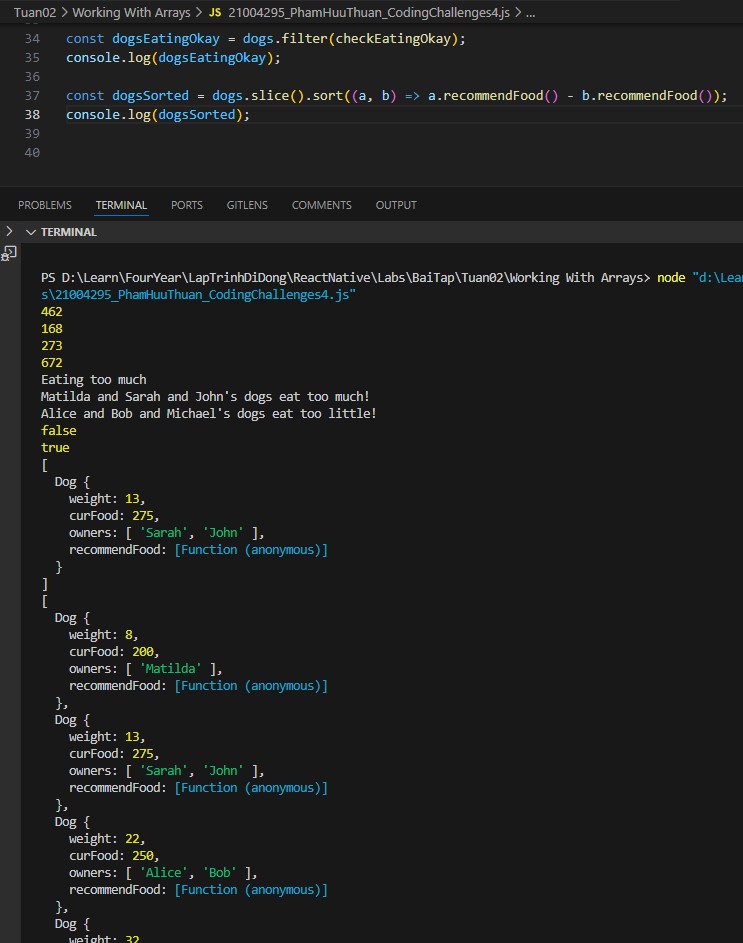 Tuan02 > Working With Arrays > JS 21004295_PhamHuuThuan_CodingChallenges4.js > ...
34 const dogsEatingOkay = dogs.filter(checkEatingOkay);
35 console.log(dogsEatingOkay);
36
37 const dogsSorted = dogs.slice().sort((a, b) => a.recommendFood() - b.recommendFood());
38 console.log(dogsSorted);
39
40
PROBLEMS TERMINAL PORTS GITLENS COMMENTS OUTPUT
TERMINAL
PS D:\Learn\FourYear\LapTrinhDiDong\ReactNative\Labs\BaiTap\Tuan02\Working With Arrays> node "d:\Lear
s\21004295_PhamHuuThuan_CodingChallenges4.js"
462
168
273
672
Eating too much
Matilda and Sarah and John's dogs eat too much!
Alice and Bob and Michael's dogs eat too little!
false
true
[
  Dog {
    weight: 13,
    curFood: 275,
    owners: [ 'Sarah', 'John' ],
    recommendFood: [Function (anonymous)]
  }
]
[
  Dog {
    weight: 8,
    curFood: 200,
    owners: [ 'Matilda' ],
    recommendFood: [Function (anonymous)]
  },
  Dog {
    weight: 13,
    curFood: 275,
    owners: [ 'Sarah', 'John' ],
    recommendFood: [Function (anonymous)]
  },
  Dog {
    weight: 22,
    curFood: 250,
    owners: [ 'Alice', 'Bob' ],
    recommendFood: [Function (anonymous)]
  },
  Dog {
    weight: 32